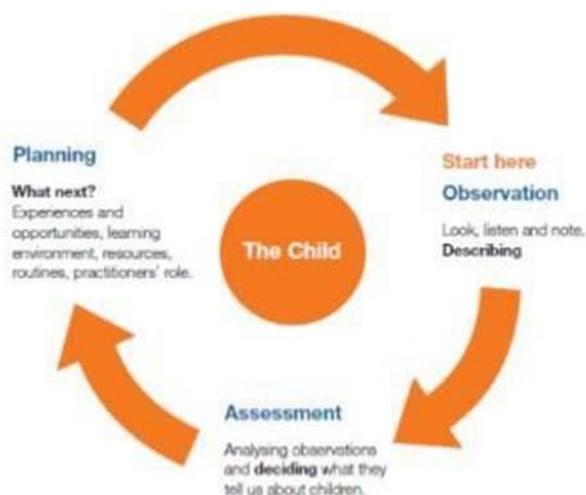 Planning
What next?
Experiences and
opportunities, learning
environment, resources,
routines, practitioners' role.
The Child
Start here
Observation
Look, listen and note.
Describing
Assessment
Analysing observations
and deciding what they
tell us about children.